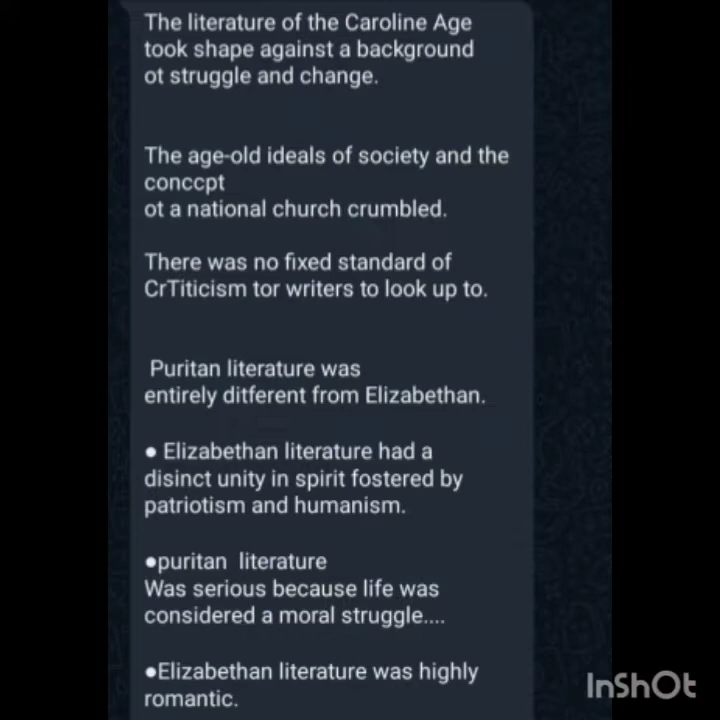 The literature of the Caroline Age
took shape against a background
ot struggle and change.
The age-old ideals of society and the
conccpt
ot a national church crumbled.
There was no fixed standard of
CrTiticism tor writers to look up to.
Puritan literature was
entirely ditferent from Elizabethan.
● Elizabethan literature had a
disinct unity in spirit fostered by
patriotism and humanism.
●puritan literature
Was serious because life was
considered a moral struggle....
●Elizabethan literature was highly
romantic.
InShOt